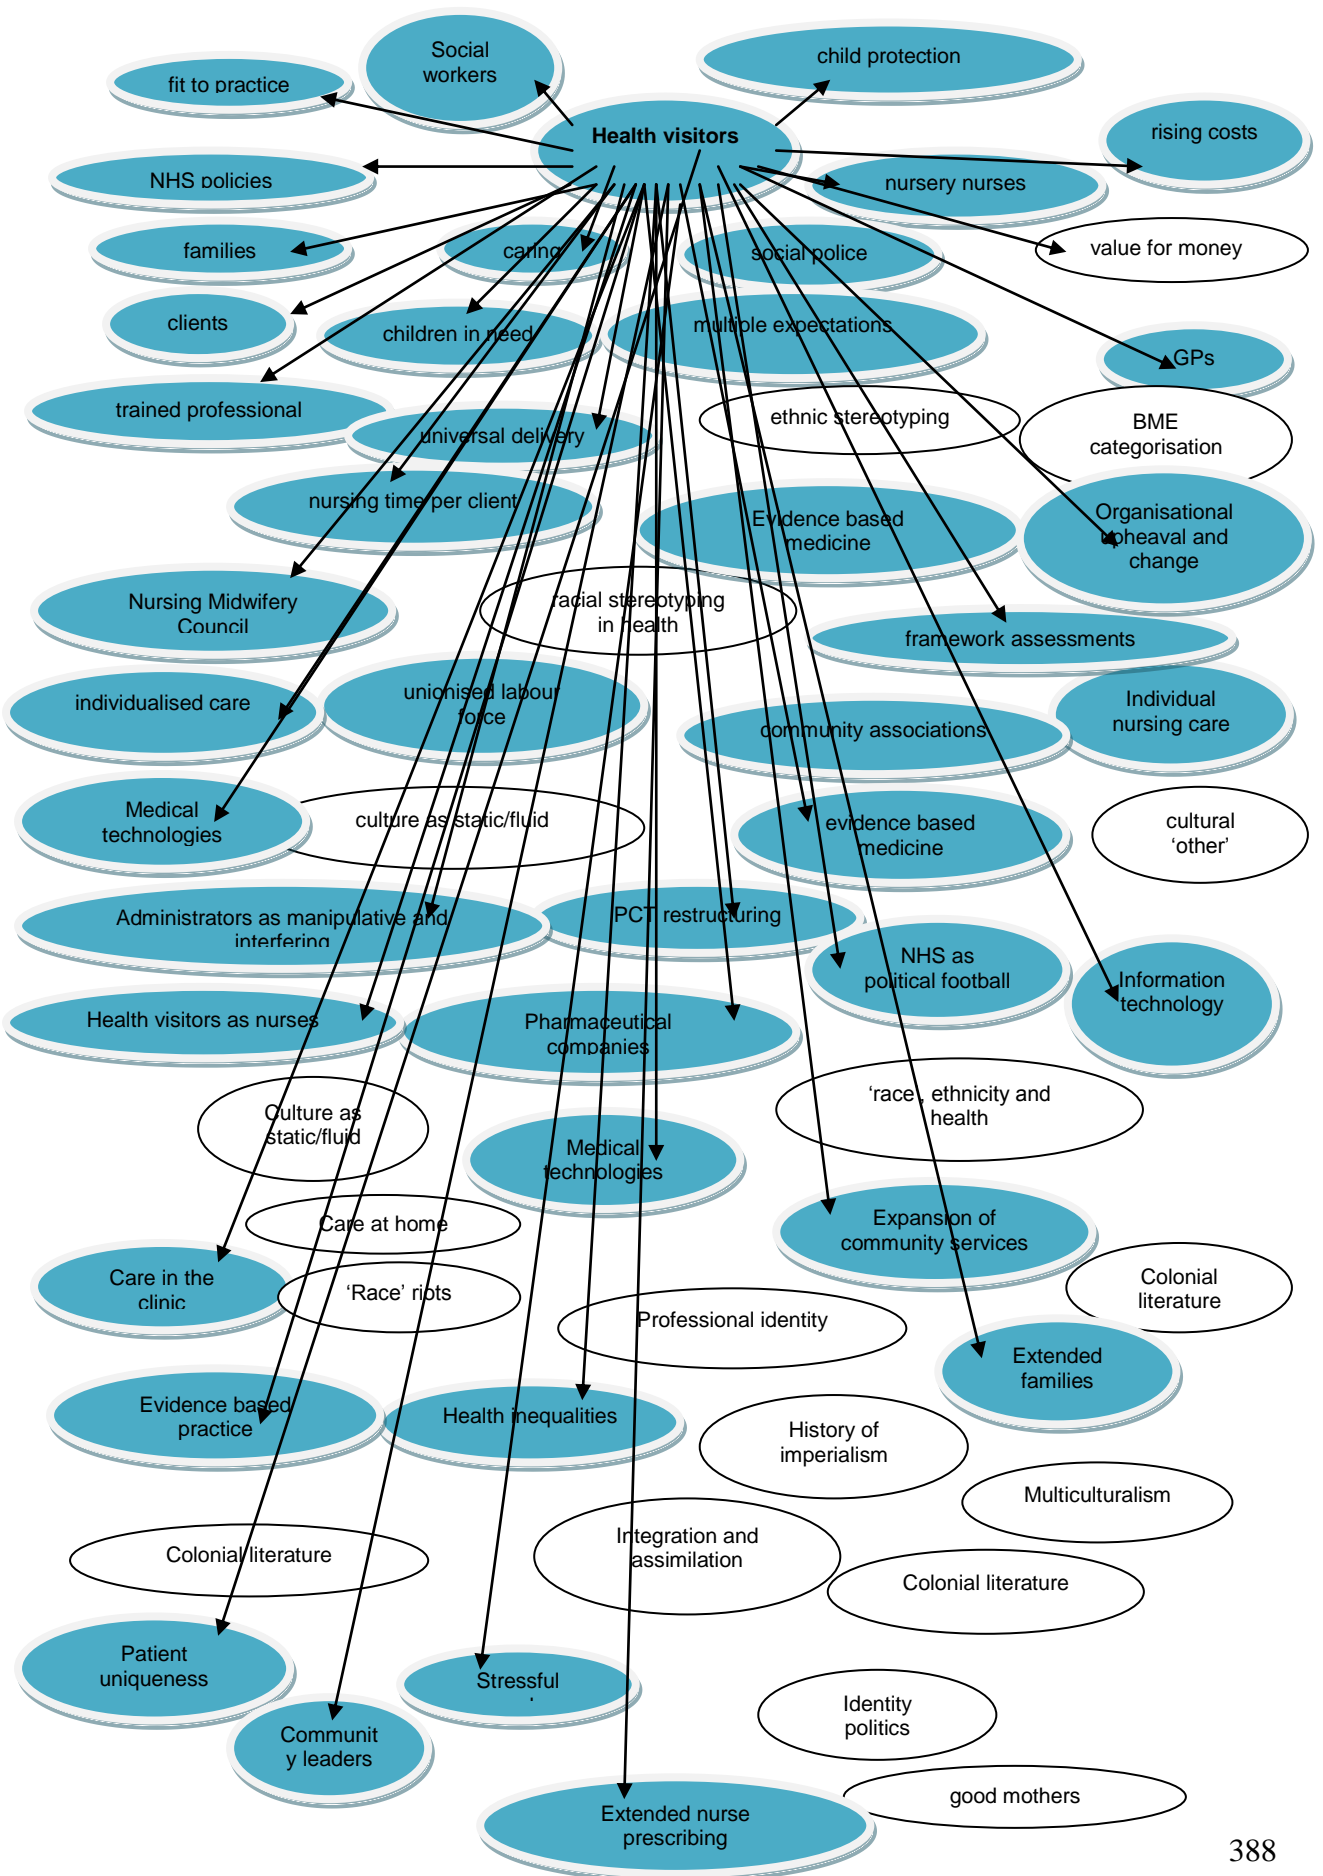 Social
workers
child protection
fit to practice
Health visitors
rising costs
NHS policies
nursery nurses
families
caring
social police
value for money
clients
children in need
multiple expectations
GPs
trained professional
universal delivery
ethnic stereotyping
BME
categorisation
nursing time per client
Evidence based
medicine
Organisational
upheaval and
change
Nursing Midwifery
Council
racial stereotyping
in health
framework assessments
individualised care
unionised labour
force
community associations
Individual
nursing care
Medical
technologies
culture as static/fluid
evidence based
medicine
cultural
‘other’
Administrators as manipulative and
interfering
PCT restructuring
NHS as
political football
Information
technology
Health visitors as nurses
Pharmaceutical
companies
Culture as
static/fluid
‘race’, ethnicity and
health
Medical
technologies
Care at home
Expansion of
community services
Care in the
clinic
‘Race’ riots
Professional identity
Colonial
literature
Extended
families
Evidence based
practice
Health inequalities
History of
imperialism
Multiculturalism
Colonial literature
Integration and
assimilation
Colonial literature
Patient
uniqueness
Stressful
Communit
y leaders
Identity
politics
good mothers
Extended nurse
prescribing
388